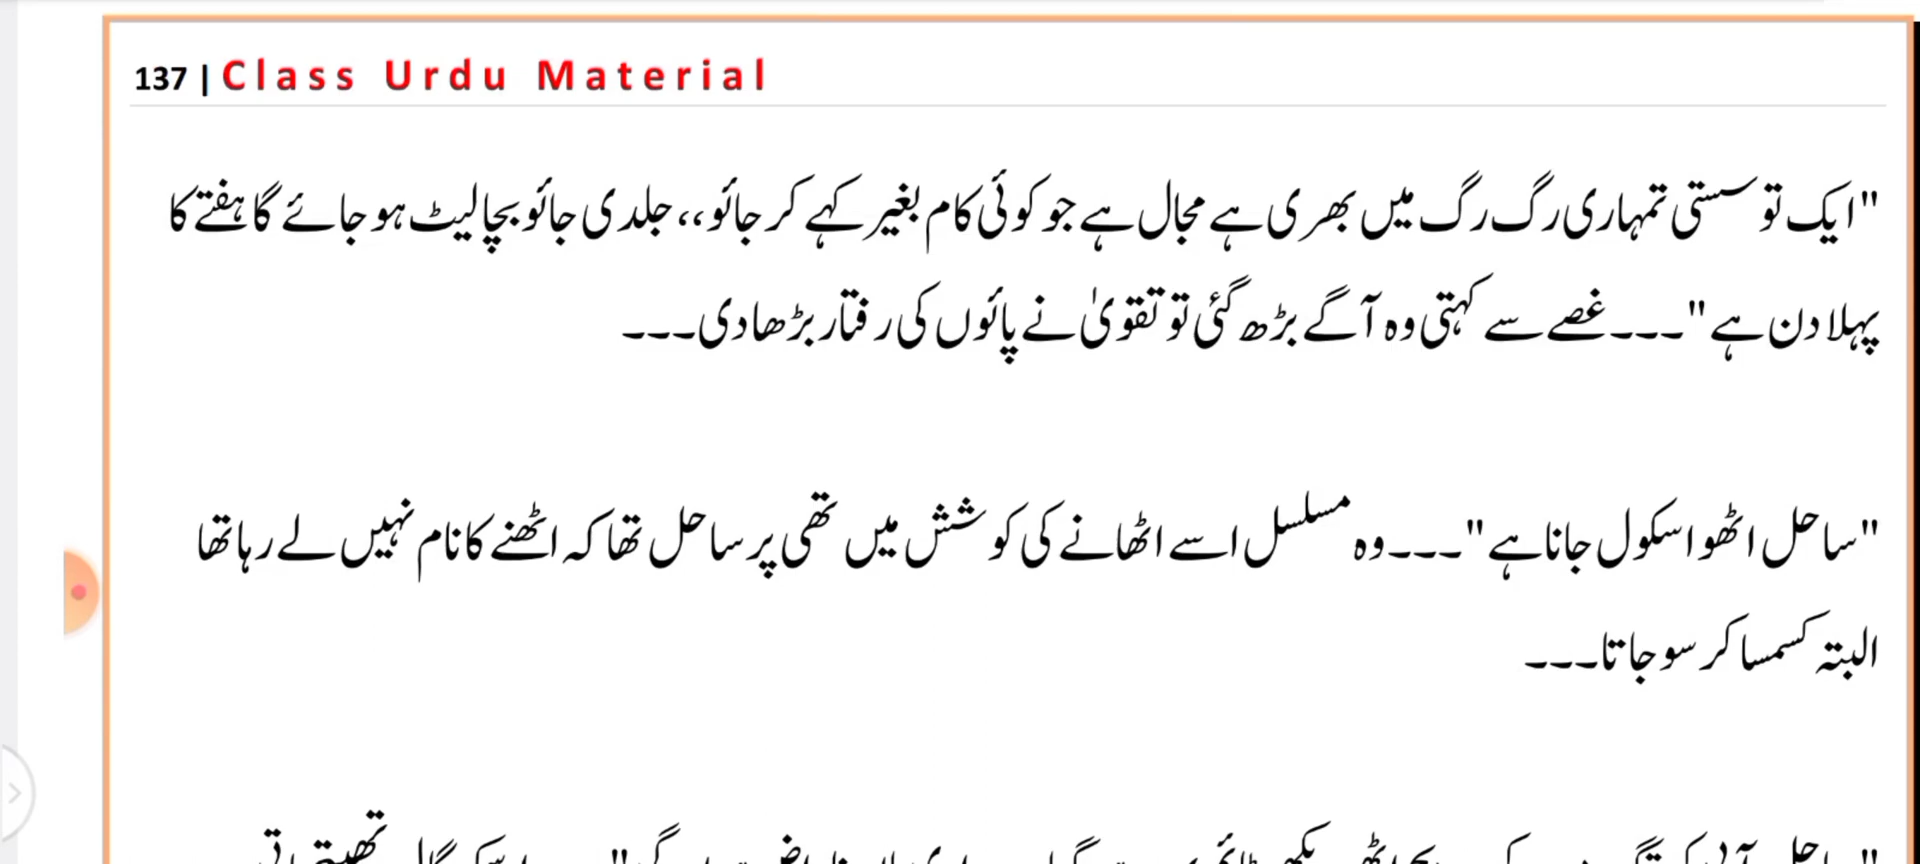 137 | Class Urdu Material
"ایک تو سستی تمہاری رگ رگ میں بھری ہے مجال ہے جو کوئی کام بغیر کہے کر جائو،، جلدی جائو بچا لیٹ ہو جائے گا ہفتے کا
پہلا دن ہے"۔۔۔ غصے سے کہتی وہ آگے بڑھ گئی تو تقویٰ نے پائوں کی رفتار بڑھا دی۔۔۔
"ساحل اٹھو اسکول جانا ہے"۔۔۔ وہ مسلسل اسے اٹھانے کی کوشش میں تھی پر ساحل تھا کہ اٹھنے کا نام نہیں لے رہا تھا
البتہ کسمسا کر سو جاتا۔۔۔